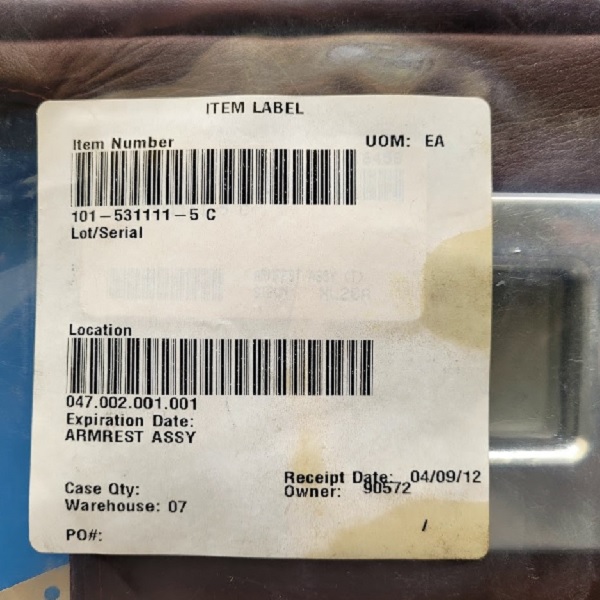 ITEM LABEL
Item Number UOM: EA
101-531111-5 C
Lot/Serial
Location
047.002.001.001
Expiration Date:
ARMREST ASSY
Receipt Date: 04/09/12
Case Qty: Owner: 90572
Warehouse: 07
/
PO#: